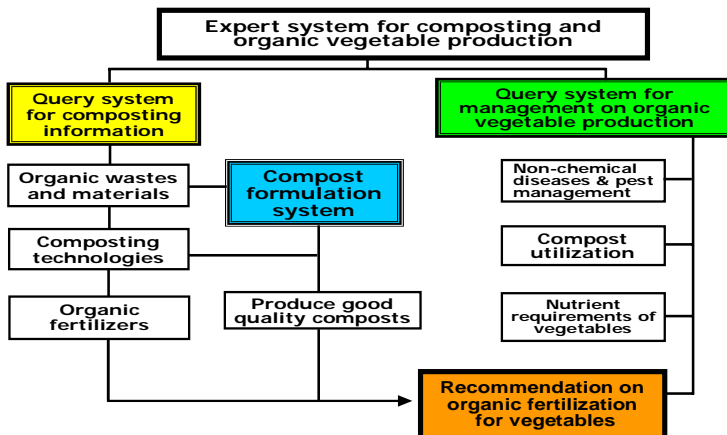 Expert system for composting and
organic vegetable production
Query system
for composting
information
Query system for
management on organic
vegetable production
Organic wastes
and materials
Compost
formulation
system
Non-chemical
diseases & pest
management
Composting
technologies
Compost
utilization
Organic
fertilizers
Produce good
quality composts
Nutrient
requirements of
vegetables
Recommendation on
organic fertilization
for vegetables